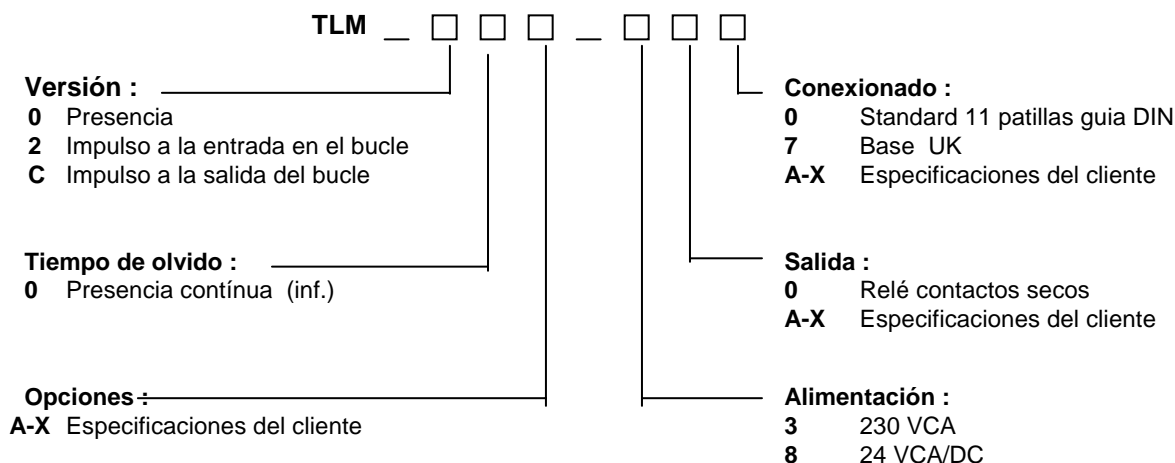 TLM _ □ □ □ _ □ □ □
Versión :
0 Presencia
2 Impulso a la entrada en el bucle
C Impulso a la salida del bucle
Conexionado :
0 Standard 11 patillas guia DIN
7 Base UK
A-X Especificaciones del cliente
Tiempo de olvido :
0 Presencia contínua (inf.)
Salida :
0 Relé contactos secos
A-X Especificaciones del cliente
Opciones :
A-X Especificaciones del cliente
Alimentación :
3 230 VCA
8 24 VCA/DC